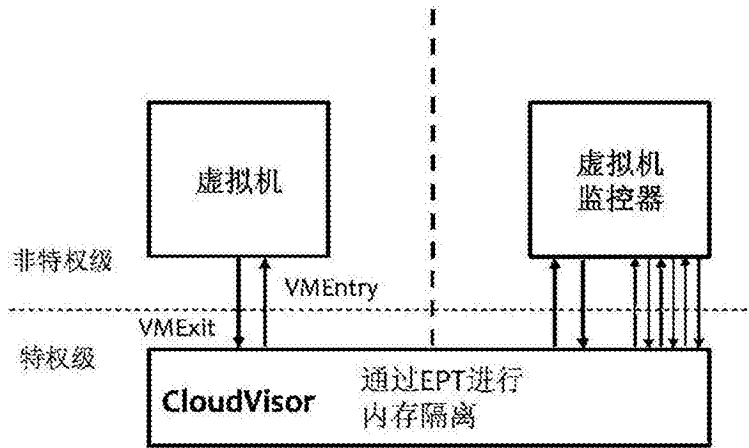 虚拟机
虚拟机
监控器
非特权级
VMEntry
VMExit
特权级
CloudVisor
通过EPT进行
内存隔离